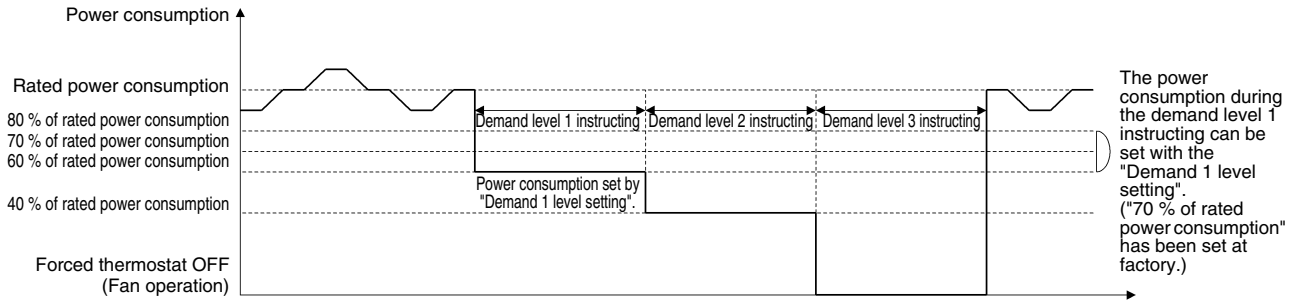 Power consumption
Rated power consumption
80 % of rated power consumption
70 % of rated power consumption
60 % of rated power consumption
40 % of rated power consumption
Forced thermostat OFF
(Fan operation)
Demand level 1 instructing
Demand level 2 instructing
Demand level 3 instructing
Power consumption set by
"Demand 1 level setting".
The power
consumption during
the demand level 1
instructing can be
set with the
"Demand 1 level
setting".
("70 % of rated
power consumption"
has been set at
factory.)